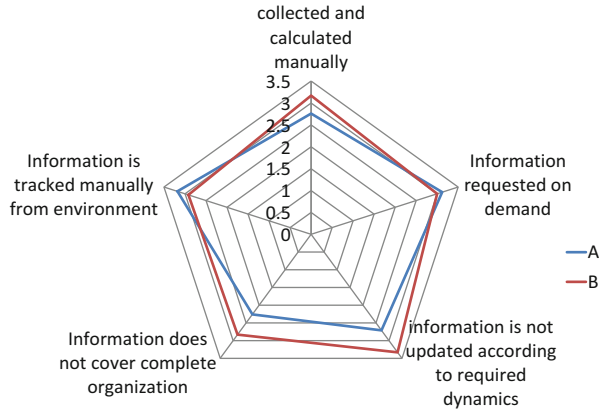 collected and
calculated
manually
3.5
3
2.5
2
1.5
1
0.5
0
Information
requested on
demand
A
B
information is not
updated according
to required
dynamics
Information does
not cover complete
organization
Information is
tracked manually
from environment